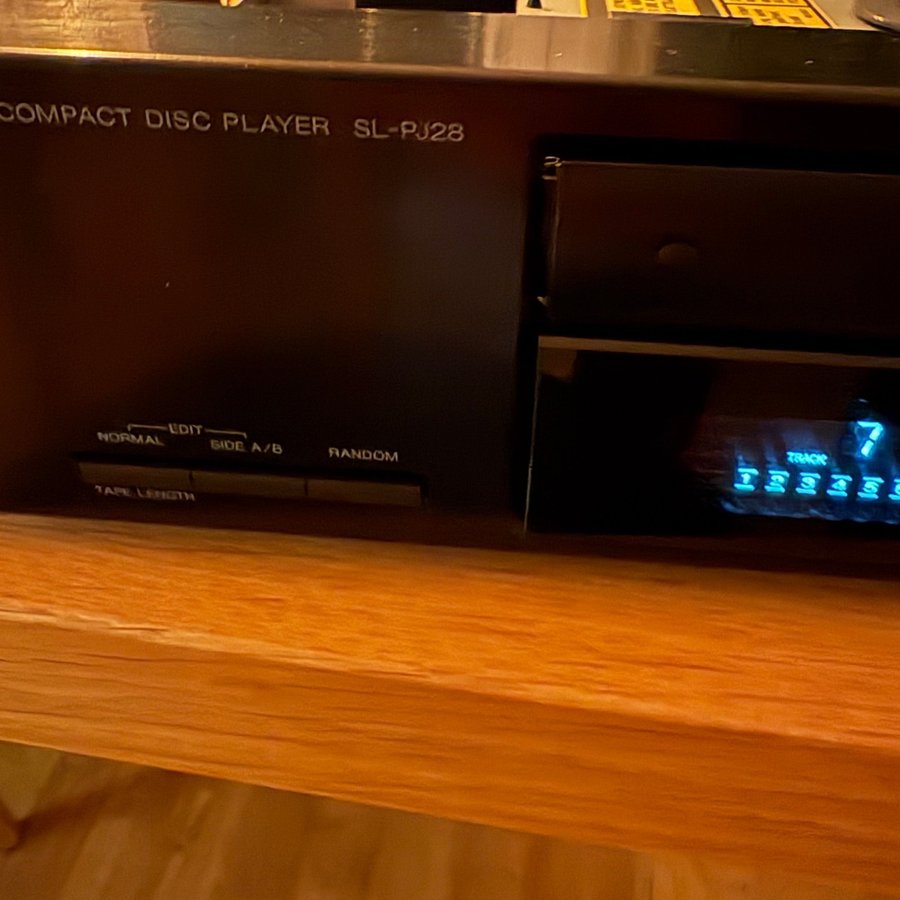 COMPACT DISC PLAYER SL-PJ28
EDIT
NORMAL SIDE A/B RANDOM
TAPE LENGTH
7
TRACK
1 2 3 4 5